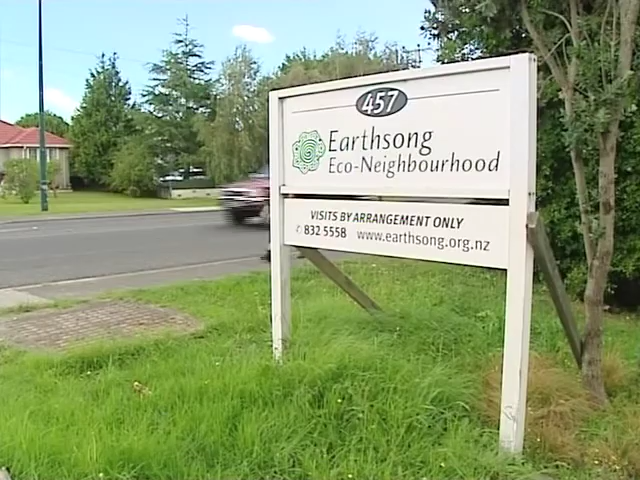 457
Earthsong
Eco-Neighbourhood
VISITS BY ARRANGEMENT ONLY
✆ 832 5558 www.earthsong.org.nz